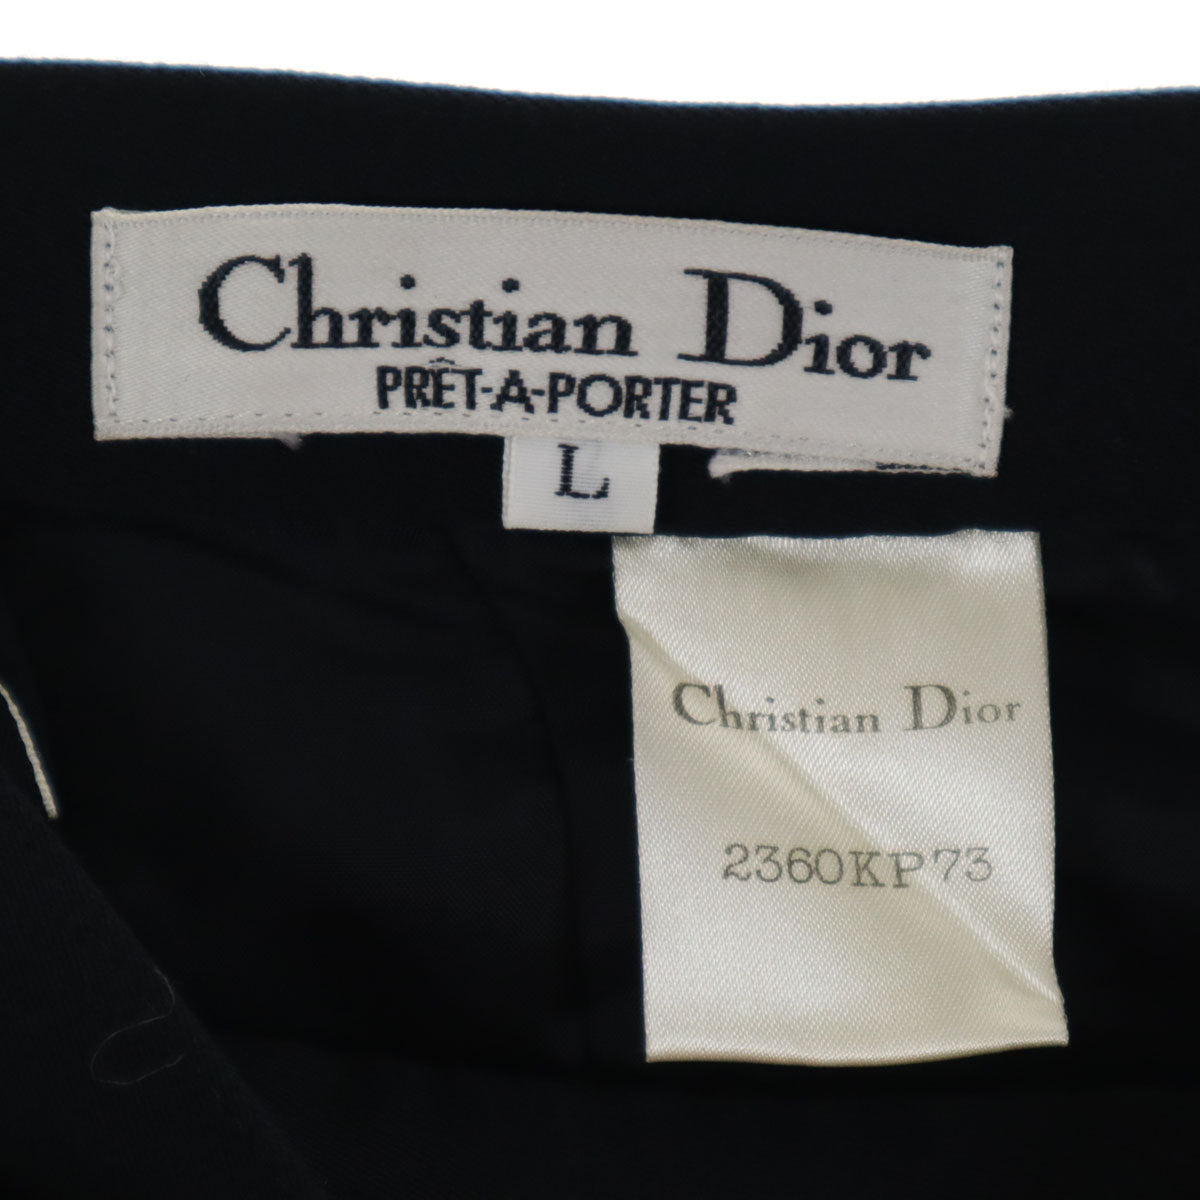 Christian Dior
PRÊT-A-PORTER
L
Christian Dior
2360KP73